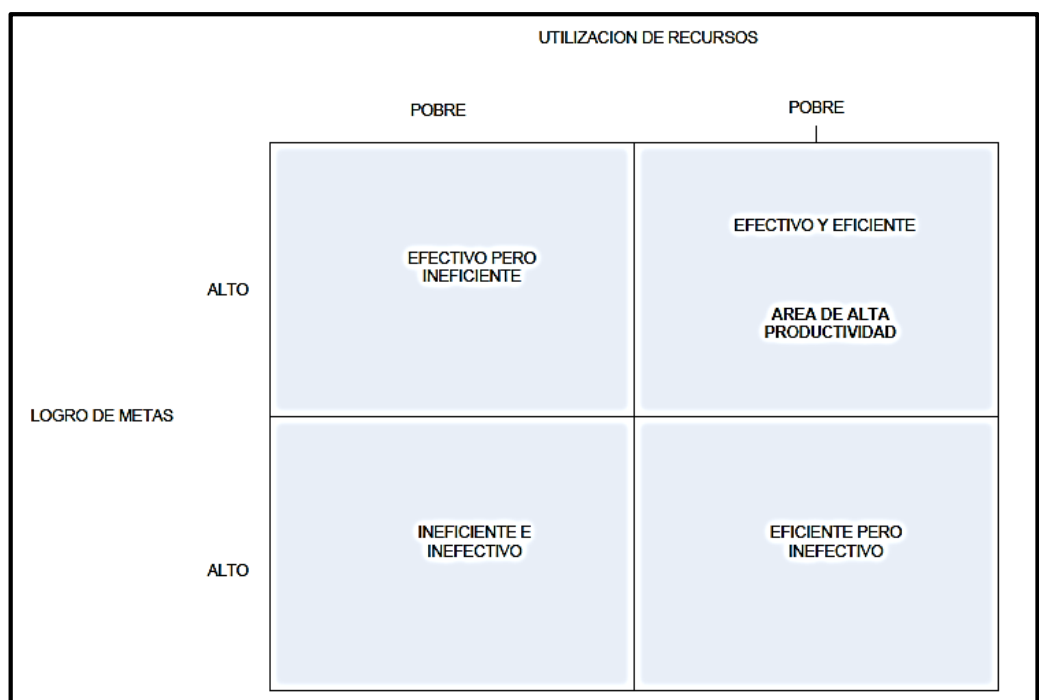 UTILIZACION DE RECURSOS
POBRE
POBRE
EFECTIVO PERO
INEFICIENTE
EFECTIVO Y EFICIENTE
AREA DE ALTA
PRODUCTIVIDAD
ALTO
LOGRO DE METAS
INEFICIENTE E
INEFECTIVO
EFICIENTE PERO
INEFECTIVO
ALTO